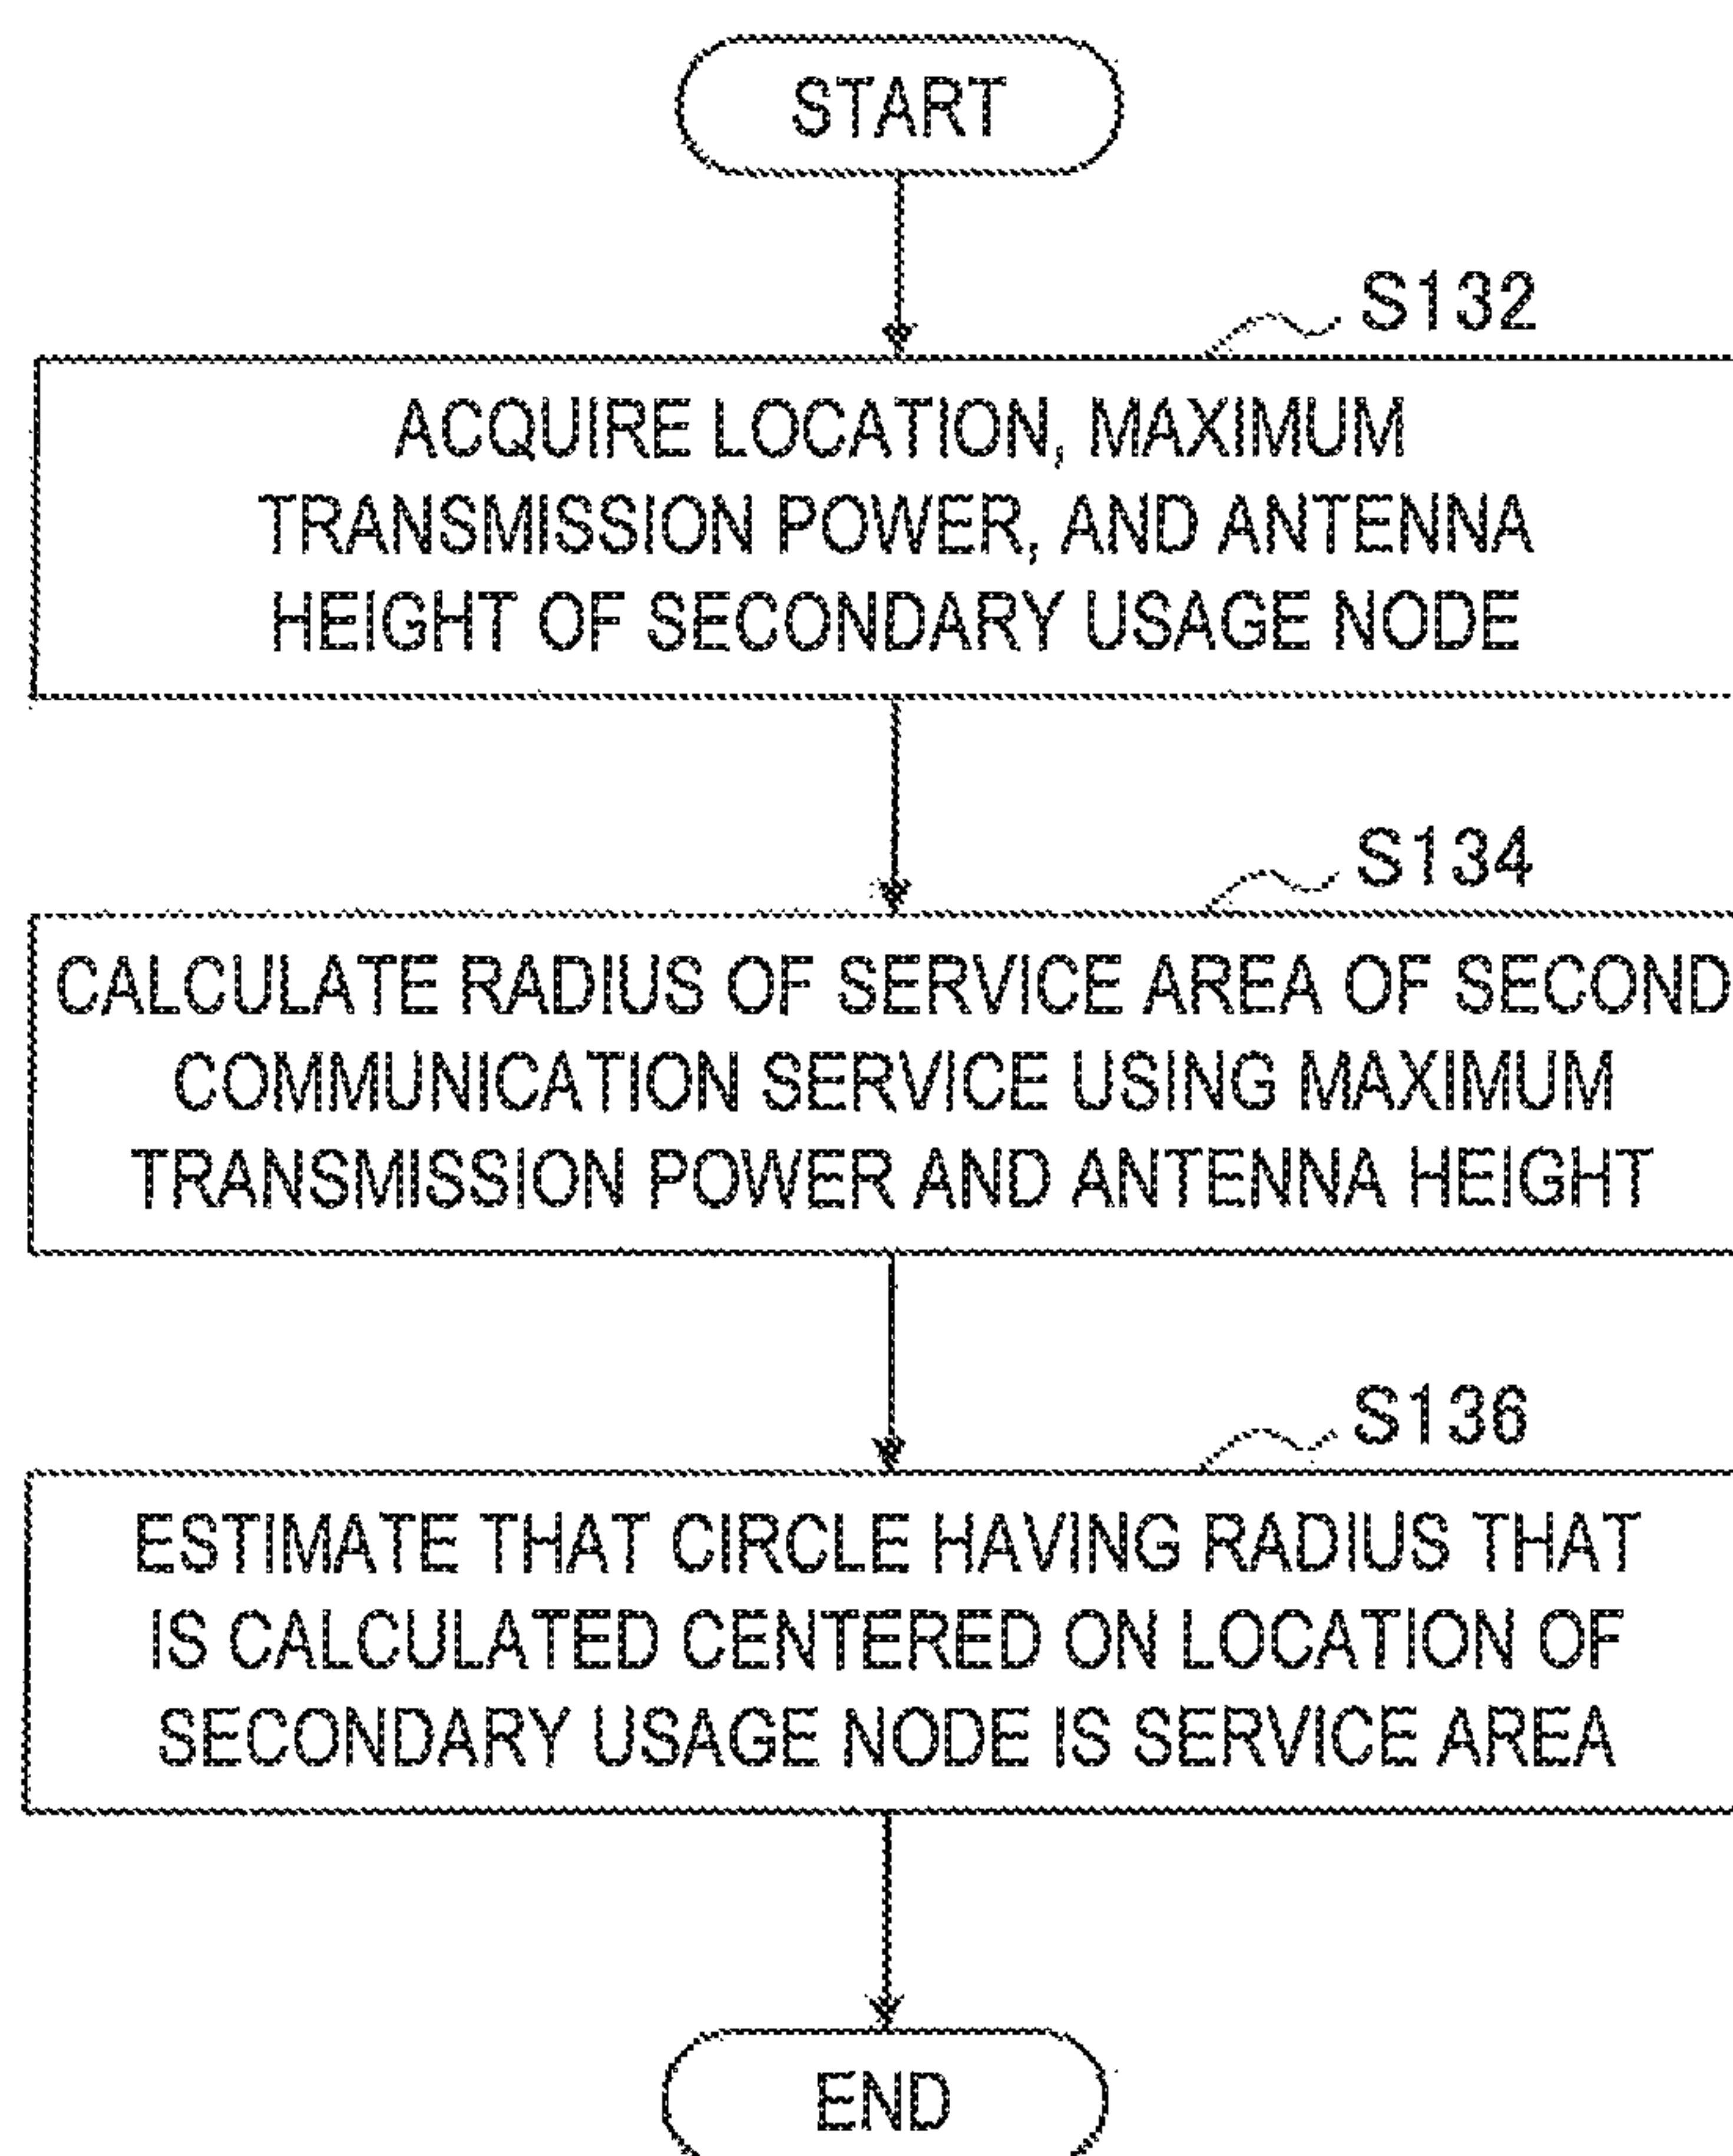 START
S132
ACQUIRE LOCATION, MAXIMUM
TRANSMISSION POWER, AND ANTENNA
HEIGHT OF SECONDARY USAGE NODE
S134
CALCULATE RADIUS OF SERVICE AREA OF SECOND
COMMUNICATION SERVICE USING MAXIMUM
TRANSMISSION POWER AND ANTENNA HEIGHT
S136
ESTIMATE THAT CIRCLE HAVING RADIUS THAT
IS CALCULATED CENTERED ON LOCATION OF
SECONDARY USAGE NODE IS SERVICE AREA
END